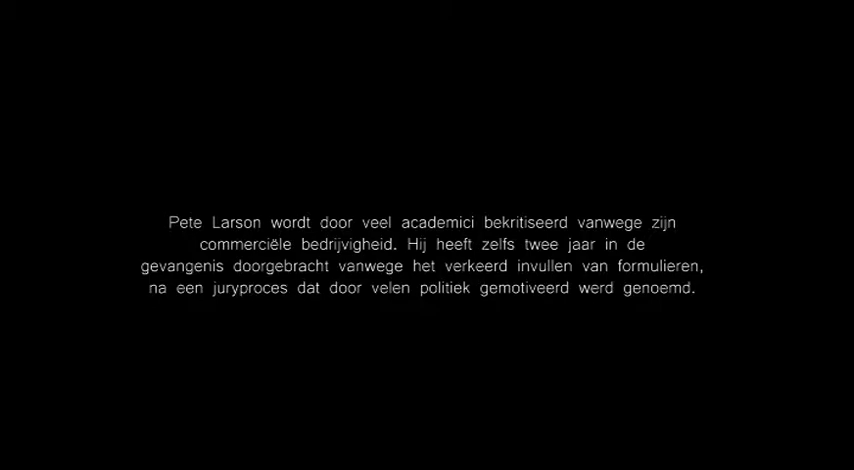 Pete Larson wordt door veel academici bekritiseerd vanwege zijn
commerciële bedrijvigheid. Hij heeft zelfs twee jaar in de
gevangenis doorgebracht vanwege het verkeerd invullen van formulieren,
na een juryproces dat door velen politiek gemotiveerd werd genoemd.